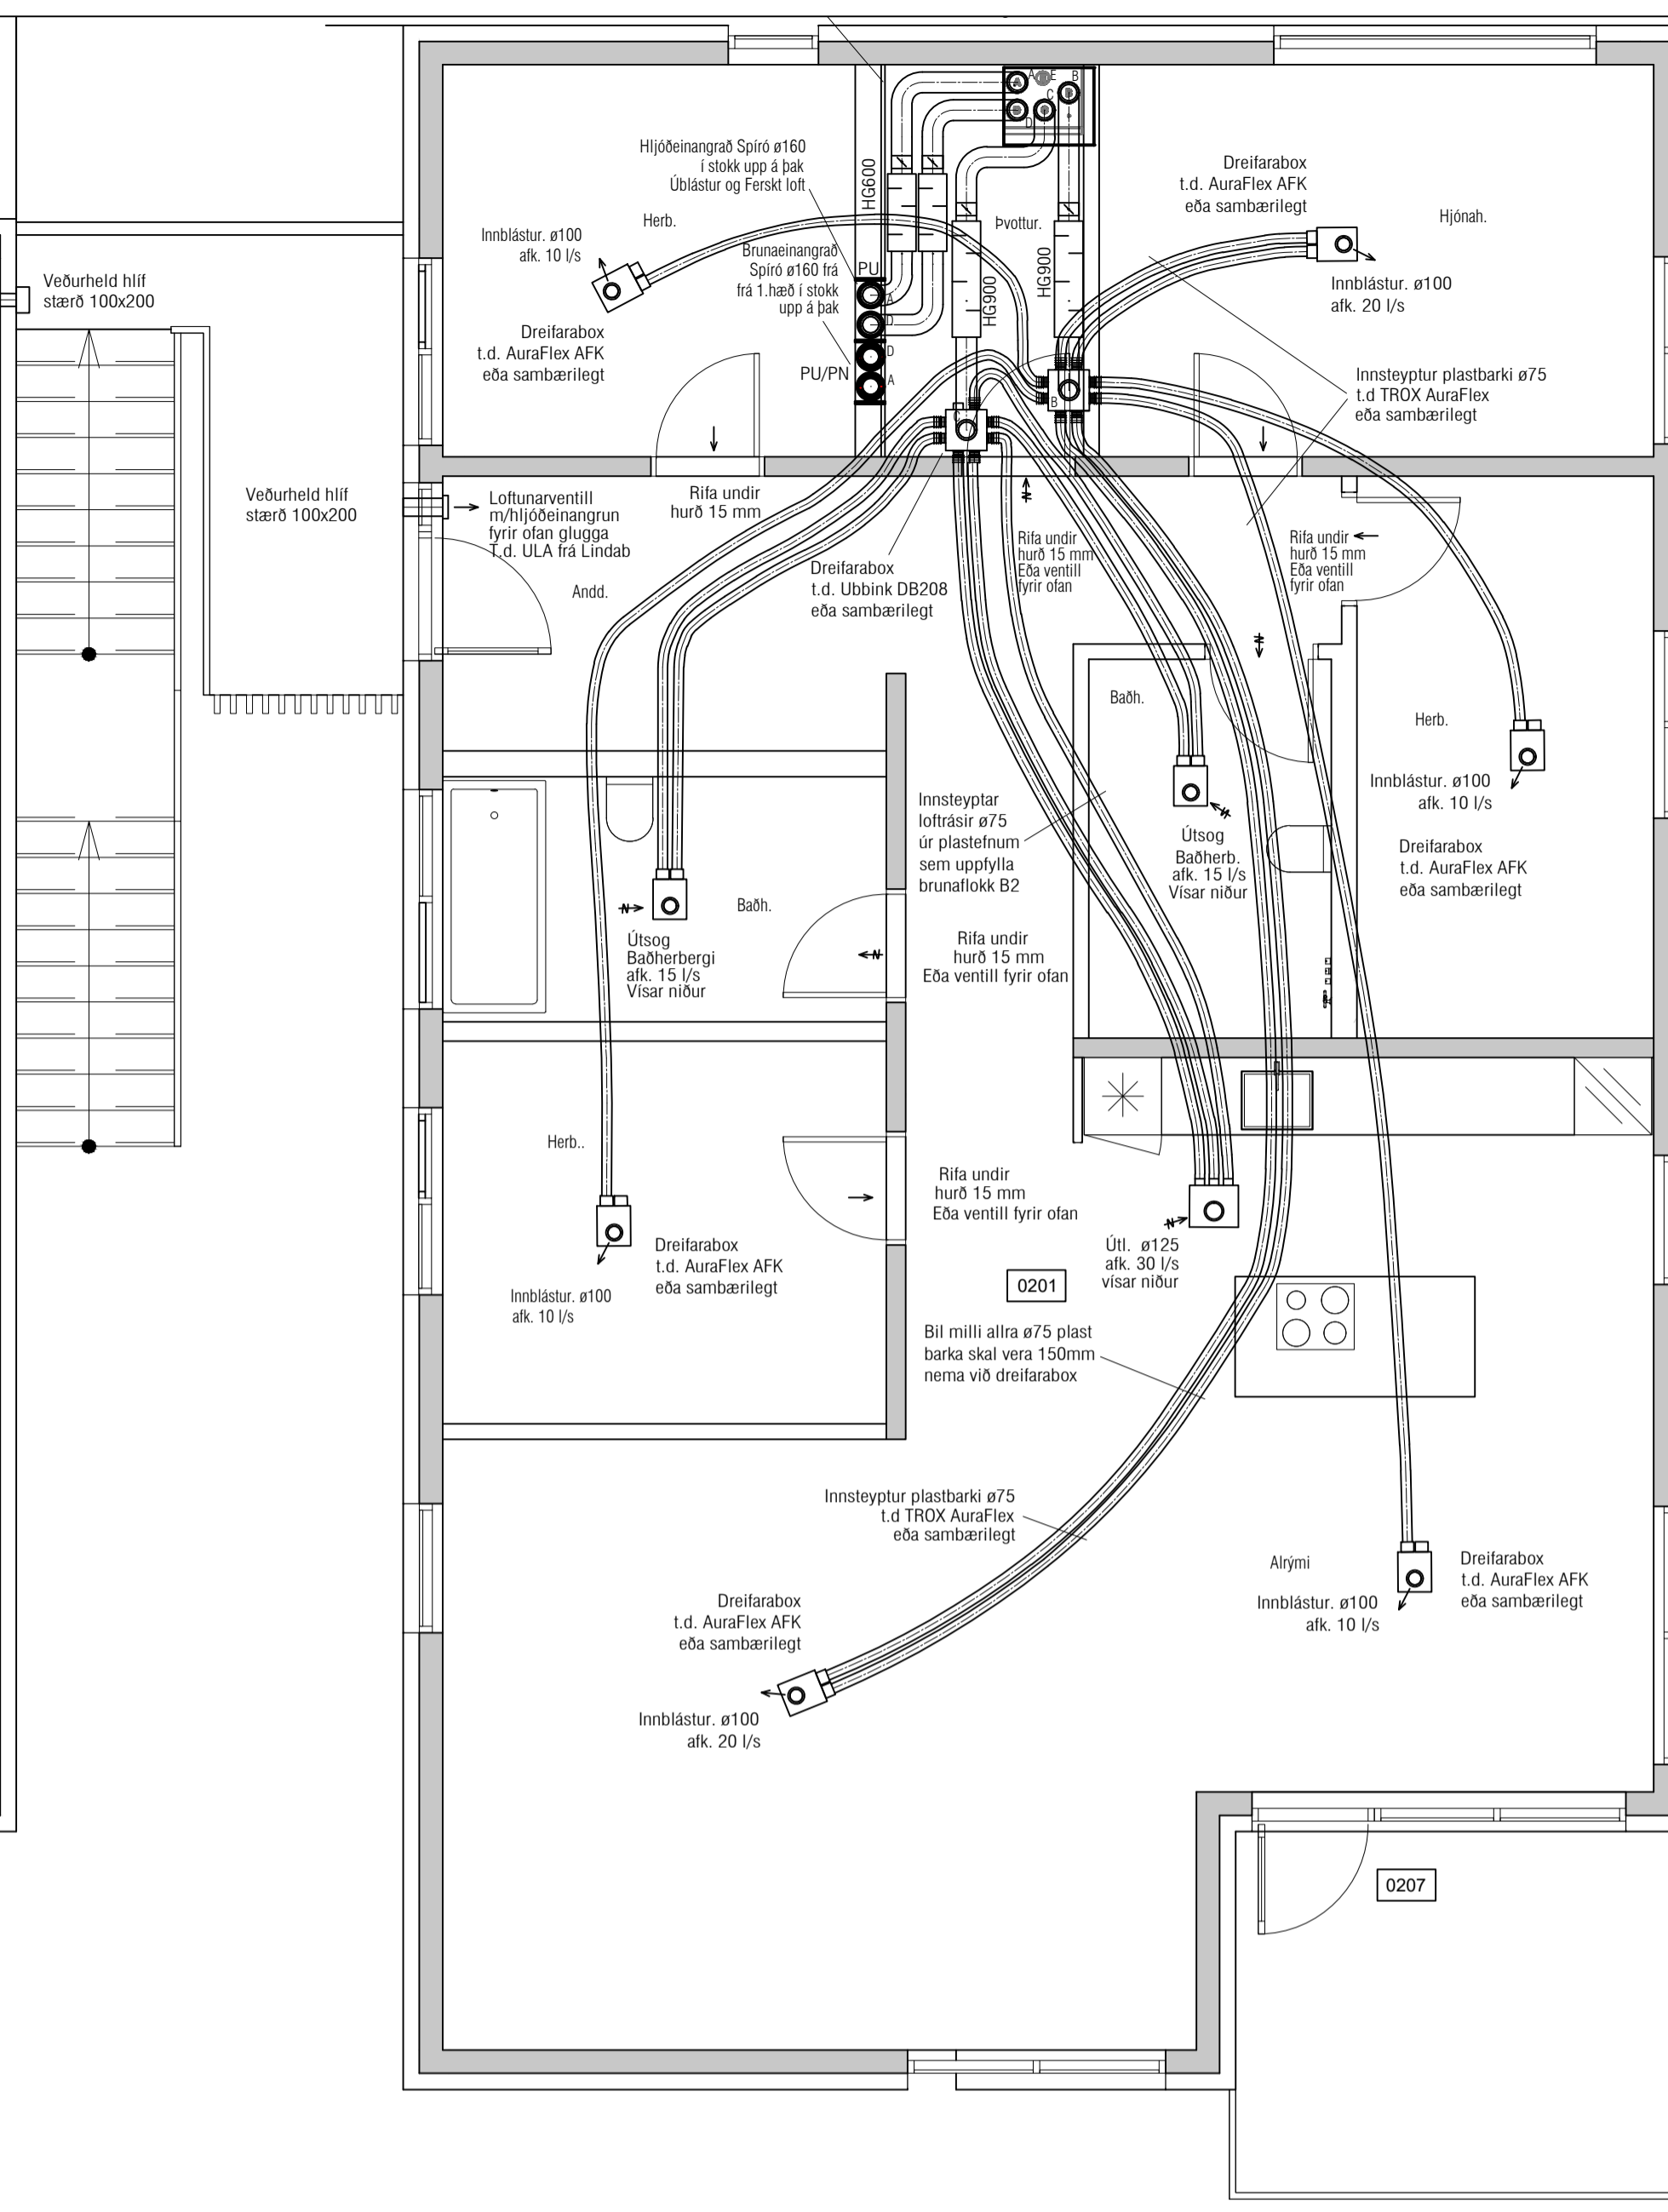 Hljóðeinangrað Spíró ø160
í stokk upp á þak
Úblástur og Ferskt loft
HG600
A
E
B
A
B
C
D
D
Dreifarabox
t.d. AuraFlex AFK
eða sambærilegt
Herb.
Þvottur.
Hjónah.
Innblástur. ø100
afk. 10 l/s
Brunaeinangrað
Spíró ø160 frá
frá 1.hæð í stokk
upp á þak
PU
HG900
HG900
Innblástur. ø100
afk. 20 l/s
Veðurheld hlíf
stærð 100x200
A
D
D
A
PU/PN
Dreifarabox
t.d. AuraFlex AFK
eða sambærilegt
B
C
Innsteyptur plastbarki ø75
t.d TROX AuraFlex
eða sambærilegt
Veðurheld hlíf
stærð 100x200
Loftunarventill
m/hljóðeinangrun
fyrir ofan glugga
T.d. ULA frá Lindab
Rifa undir
hurð 15 mm
Andd.
Dreifarabox
t.d. Ubbink DB208
eða sambærilegt
Rifa undir
hurð 15 mm
Eða ventill
fyrir ofan
Rifa undir
hurð 15 mm
Eða ventill
fyrir ofan
Baðh.
Herb.
Innblástur. ø100
afk. 10 l/s
Innsteyptar
loftrásir ø75
úr plastefnum
sem uppfylla
brunaflokk B2
Útsog
Baðherb.
afk. 15 l/s
Vísar niður
Dreifarabox
t.d. AuraFlex AFK
eða sambærilegt
Baðh.
Útsog
Baðherbergi
afk. 15 l/s
Vísar niður
Rifa undir
hurð 15 mm
Eða ventill fyrir ofan
Herb..
Rifa undir
hurð 15 mm
Eða ventill fyrir ofan
Dreifarabox
t.d. AuraFlex AFK
eða sambærilegt
Innblástur. ø100
afk. 10 l/s
Útl. ø125
afk. 30 l/s
vísar niður
0201
Bil milli allra ø75 plast
barka skal vera 150mm
nema við dreifarabox
Innsteyptur plastbarki ø75
t.d TROX AuraFlex
eða sambærilegt
Alrými
Innblástur. ø100
afk. 10 l/s
Dreifarabox
t.d. AuraFlex AFK
eða sambærilegt
Dreifarabox
t.d. AuraFlex AFK
eða sambærilegt
Innblástur. ø100
afk. 20 l/s
0207